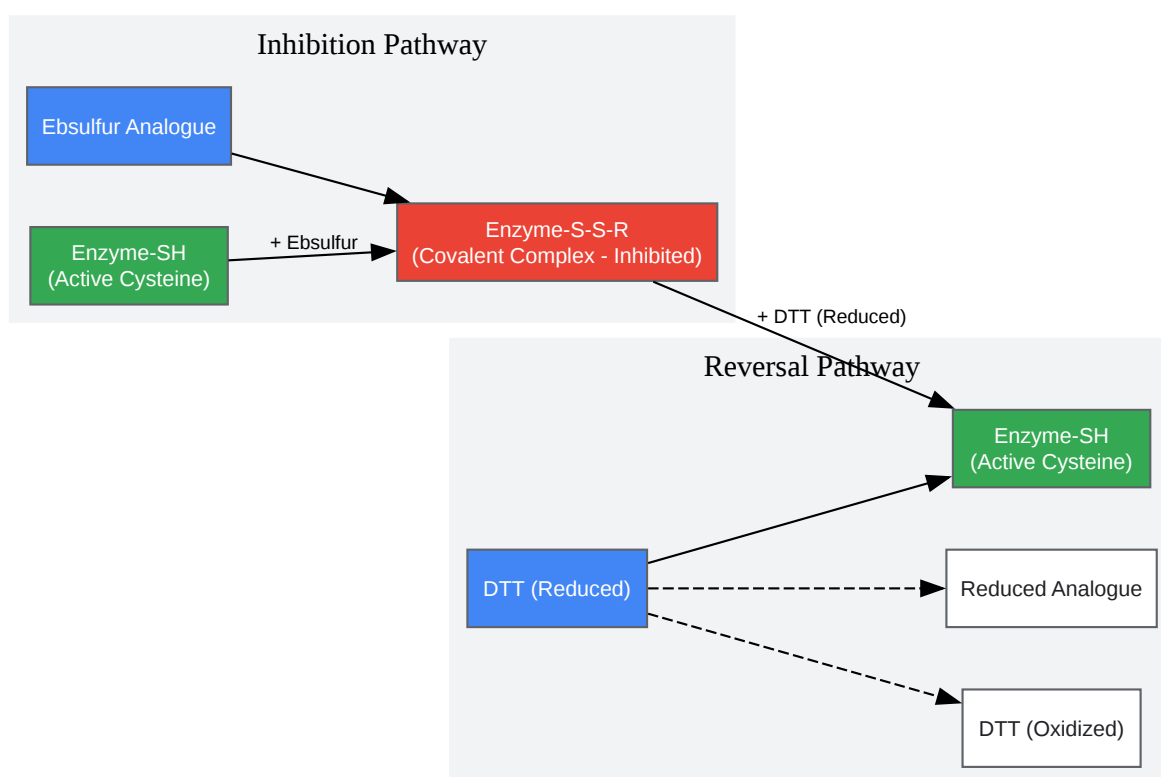 Inhibition Pathway
Ebsulfur Analogue
Enzyme-SH
(Active Cysteine)
+ Ebsulfur
Enzyme-S-S-R
(Covalent Complex - Inhibited)
+ DTT (Reduced)
Reversal Pathway
Enzyme-SH
(Active Cysteine)
DTT (Reduced)
Reduced Analogue
DTT (Oxidized)